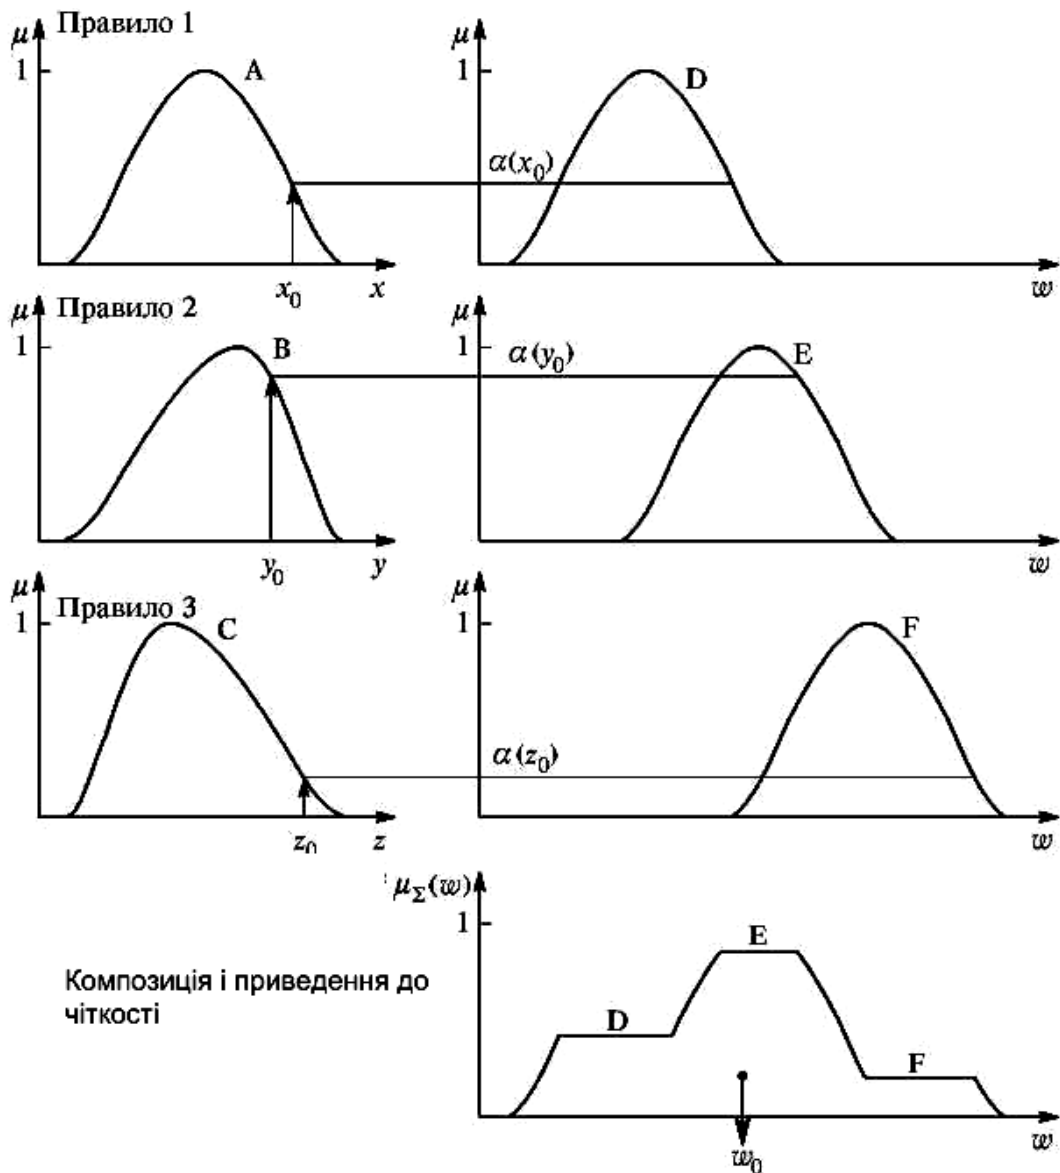 Правило 1
μ
1
A
x₀
x
μ
1
D
α(x₀)
w
Правило 2
μ
1
B
y₀
y
μ
1
E
α(y₀)
w
Правило 3
μ
1
C
z₀
z
μ
1
F
α(z₀)
w
Композиція і приведення до
чіткості
μ_Σ(w)
1
D
E
F
w₀
w